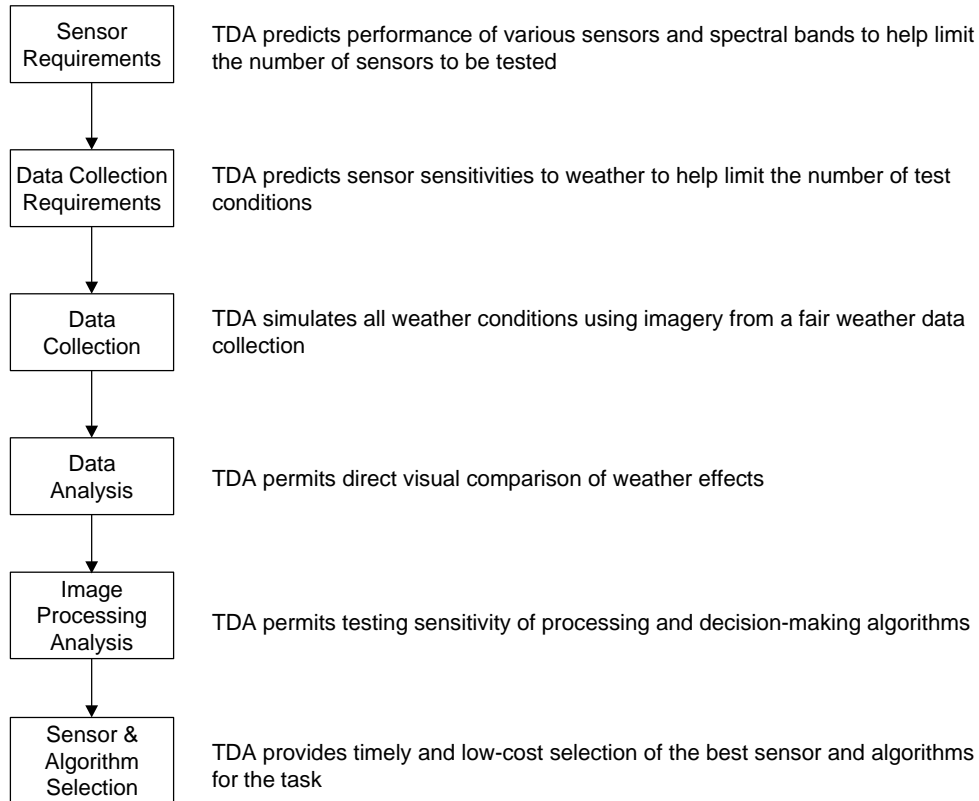 Sensor
Requirements
TDA predicts performance of various sensors and spectral bands to help limit
the number of sensors to be tested
Data Collection
Requirements
TDA predicts sensor sensitivities to weather to help limit the number of test
conditions
Data
Collection
TDA simulates all weather conditions using imagery from a fair weather data
collection
Data
Analysis
TDA permits direct visual comparison of weather effects
Image
Processing
Analysis
TDA permits testing sensitivity of processing and decision-making algorithms
Sensor &
Algorithm
Selection
TDA provides timely and low-cost selection of the best sensor and algorithms
for the task